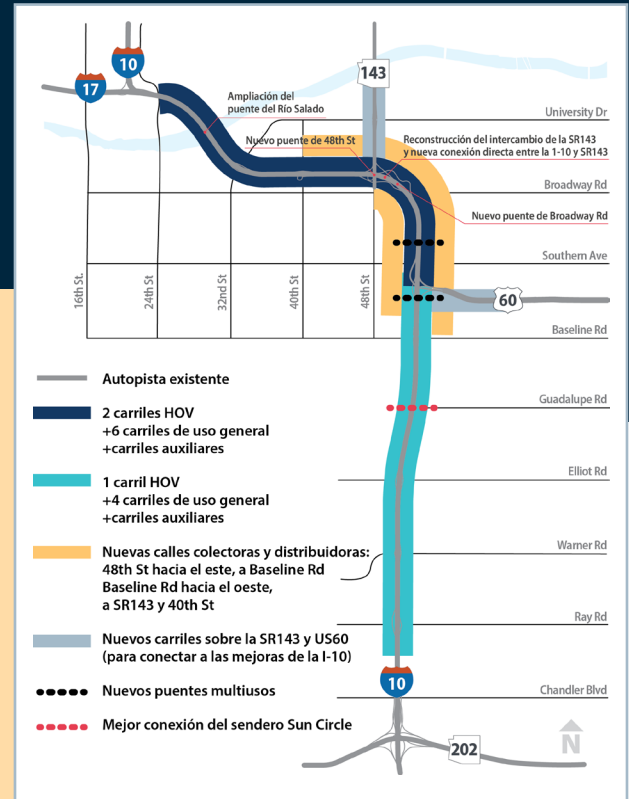 10
17
143
Ampliación del
puente del Río Salado
University Dr
Nuevo puente de 48th St
Reconstrucción del intercambio de la SR143
y nueva conexión directa entre la 1-10 y SR143
Broadway Rd
Nuevo puente de Broadway Rd
Southern Ave
16th St.
24th St
32nd St
40th St
48th St
60
Baseline Rd
Autopista existente
Guadalupe Rd
2 carriles HOV
+6 carriles de uso general
+carriles auxiliares
Elliot Rd
1 carril HOV
+4 carriles de uso general
+carriles auxiliares
Warner Rd
Nuevas calles colectoras y distribuidoras:
48th St hacia el este, a Baseline Rd
Baseline Rd hacia el oeste,
a SR143 y 40th St
Ray Rd
Nuevos carriles sobre la SR143 y US60
(para conectar a las mejoras de la I-10)
10
Nuevos puentes multiusos
Chandler Blvd
Mejor conexión del sendero Sun Circle
202
N